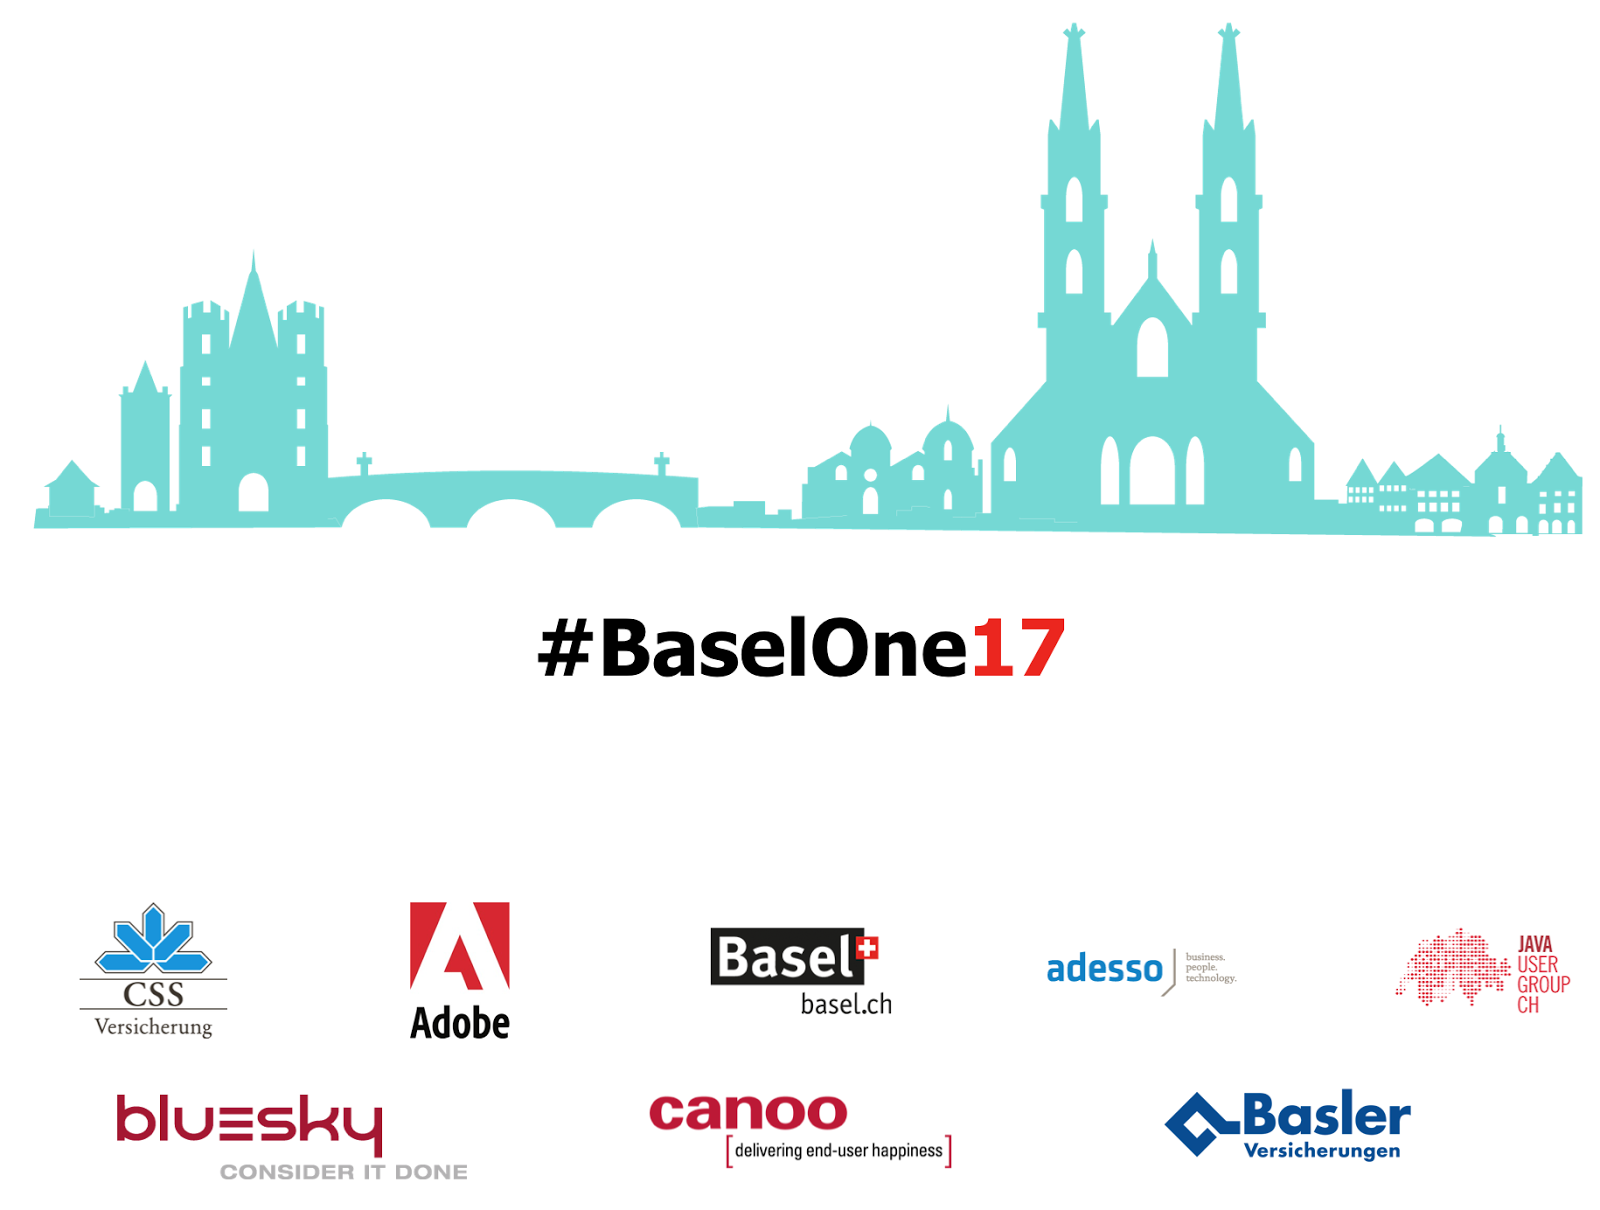 #BaselOne17
CSS
Versicherung
Adobe
Basel
basel.ch
adesso
business.
people.
technology.
JAVA
USER
GROUP
CH
bluesky
CONSIDER IT DONE
canoo
[delivering end-user happiness]
Basler
Versicherungen